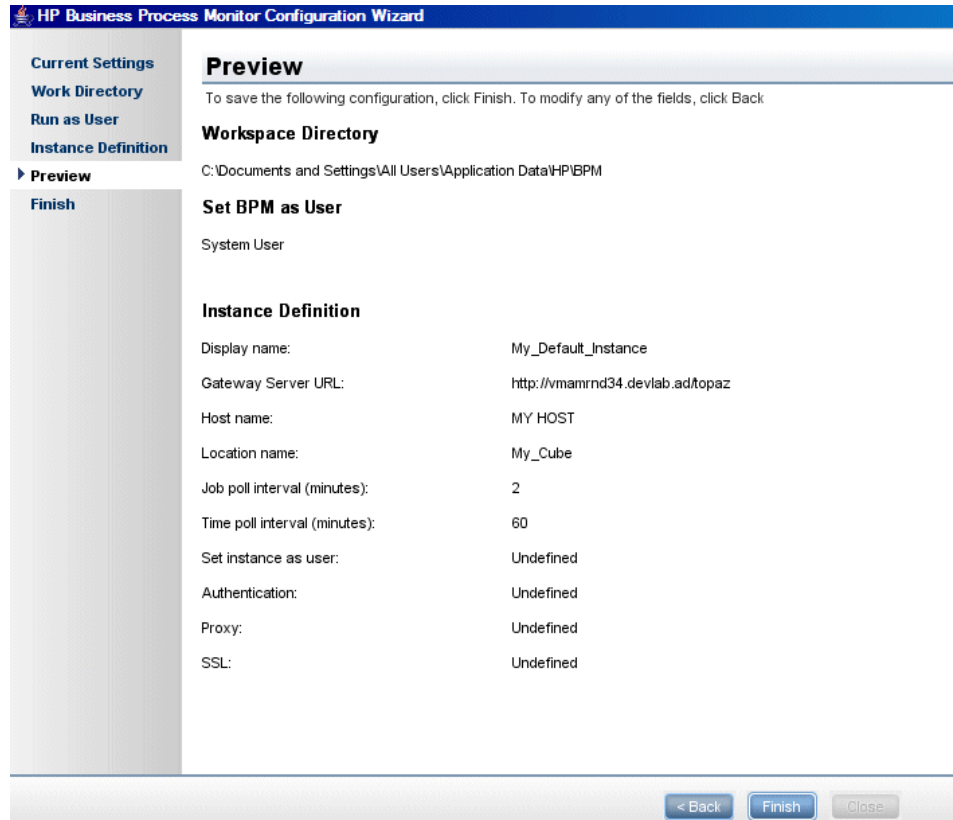 HP Business Process Monitor Configuration Wizard
Current Settings
Work Directory
Run as User
Instance Definition
Preview
Finish
Preview
To save the following configuration, click Finish. To modify any of the fields, click Back
Workspace Directory
C:\Documents and Settings\All Users\Application Data\HP\BPM
Set BPM as User
System User
Instance Definition
Display name: My_Default_Instance
Gateway Server URL: http://vmamrnd34.devlab.ad/topaz
Host name: MY HOST
Location name: My_Cube
Job poll interval (minutes): 2
Time poll interval (minutes): 60
Set instance as user: Undefined
Authentication: Undefined
Proxy: Undefined
SSL: Undefined
< Back Finish Close